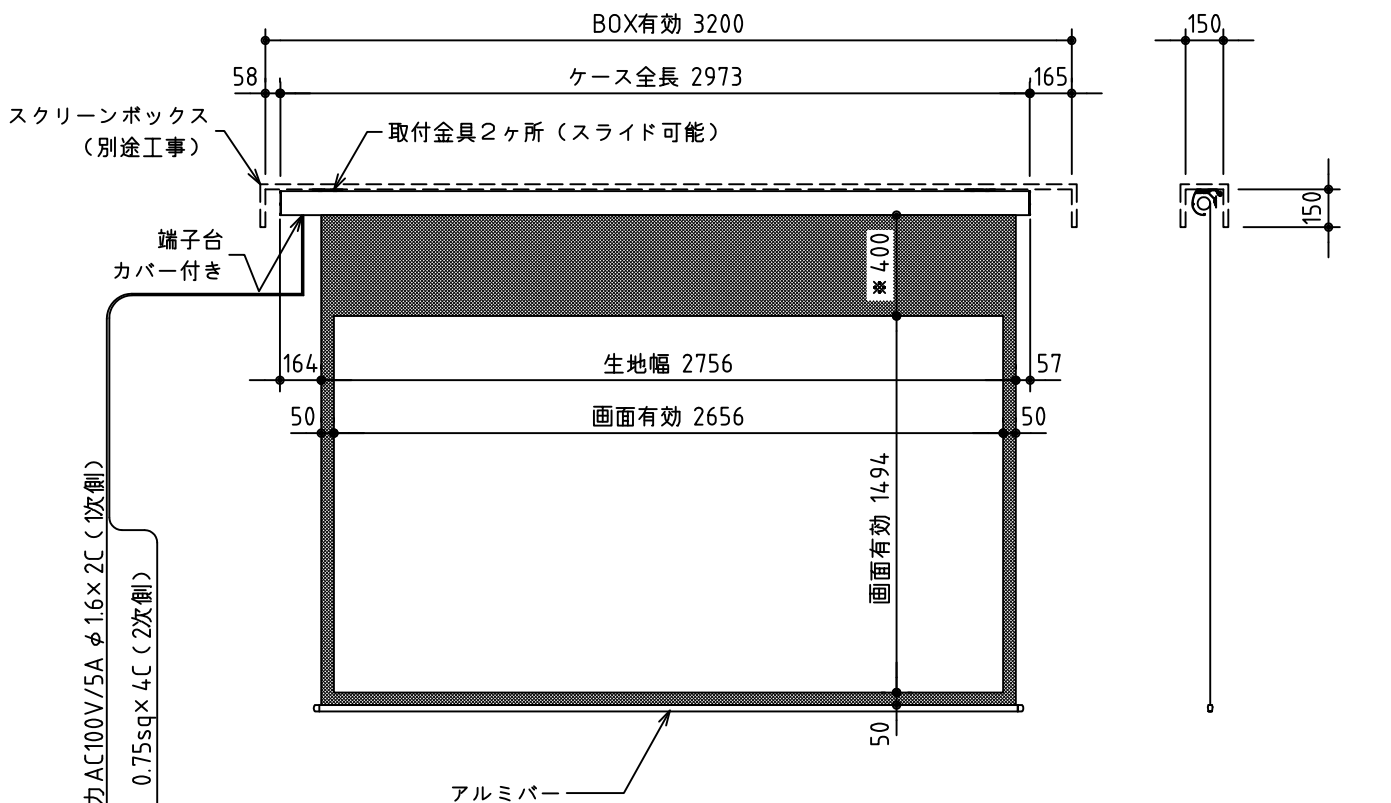 BOX有効 3200
150
58
ケース全長 2973
165
スクリーンボックス
（別途工事）
取付金具２ヶ所（スライド可能）
150
端子台
カバー付き
※ 400
164
生地幅 2756
57
50
画面有効 2656
50
画面有効 1494
力AC100V/5A φ1.6×2C（1次側）
0.75sq×4C（2次側）
50
アルミバー